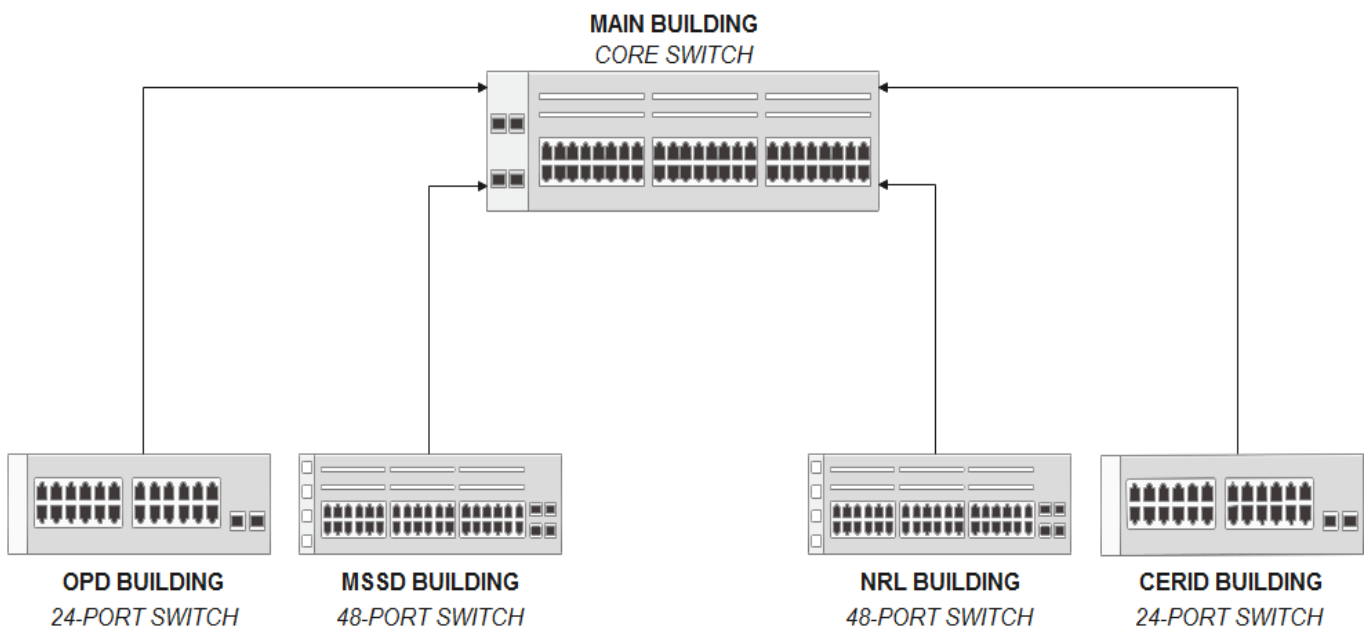 MAIN BUILDING
CORE SWITCH
OPD BUILDING
24-PORT SWITCH
MSSD BUILDING
48-PORT SWITCH
NRL BUILDING
48-PORT SWITCH
CERID BUILDING
24-PORT SWITCH